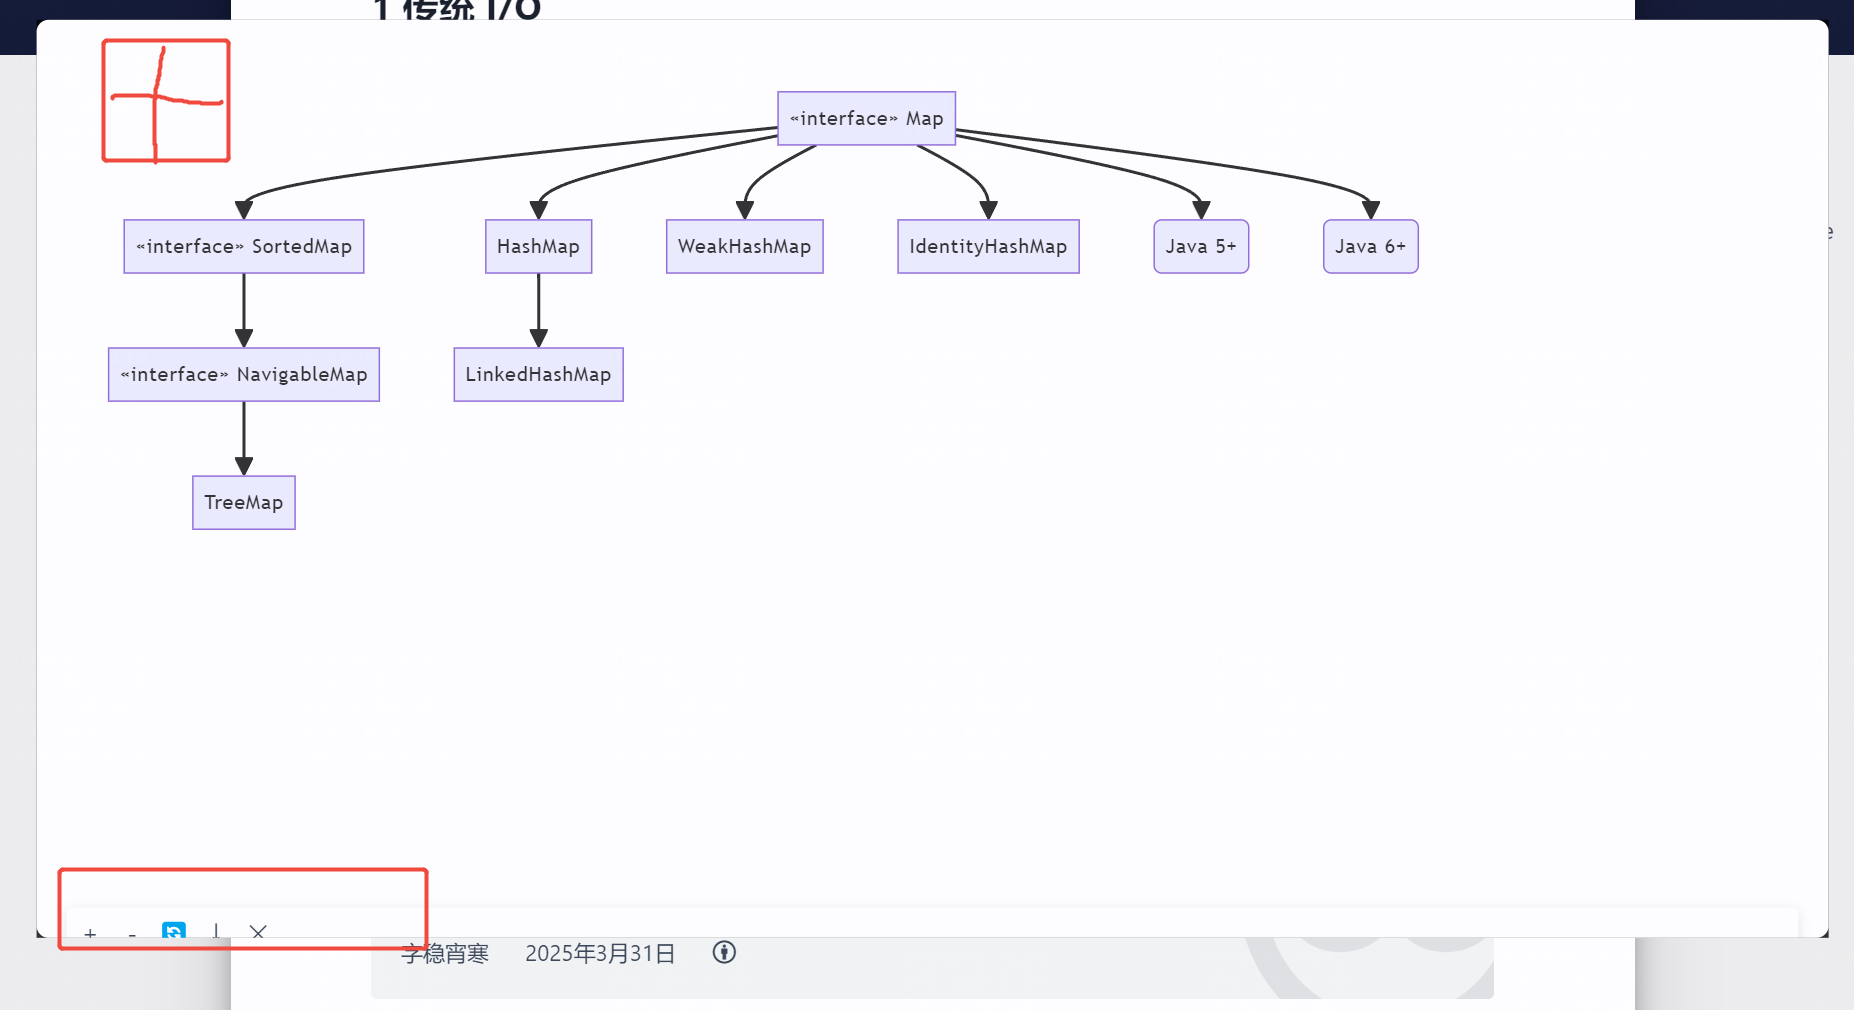 1 传统 I/O
«interface» Map
«interface» SortedMap
HashMap
WeakHashMap
IdentityHashMap
Java 5+
Java 6+
e
«interface» NavigableMap
LinkedHashMap
TreeMap
+ -
字稳宵寒 2025年3月31日